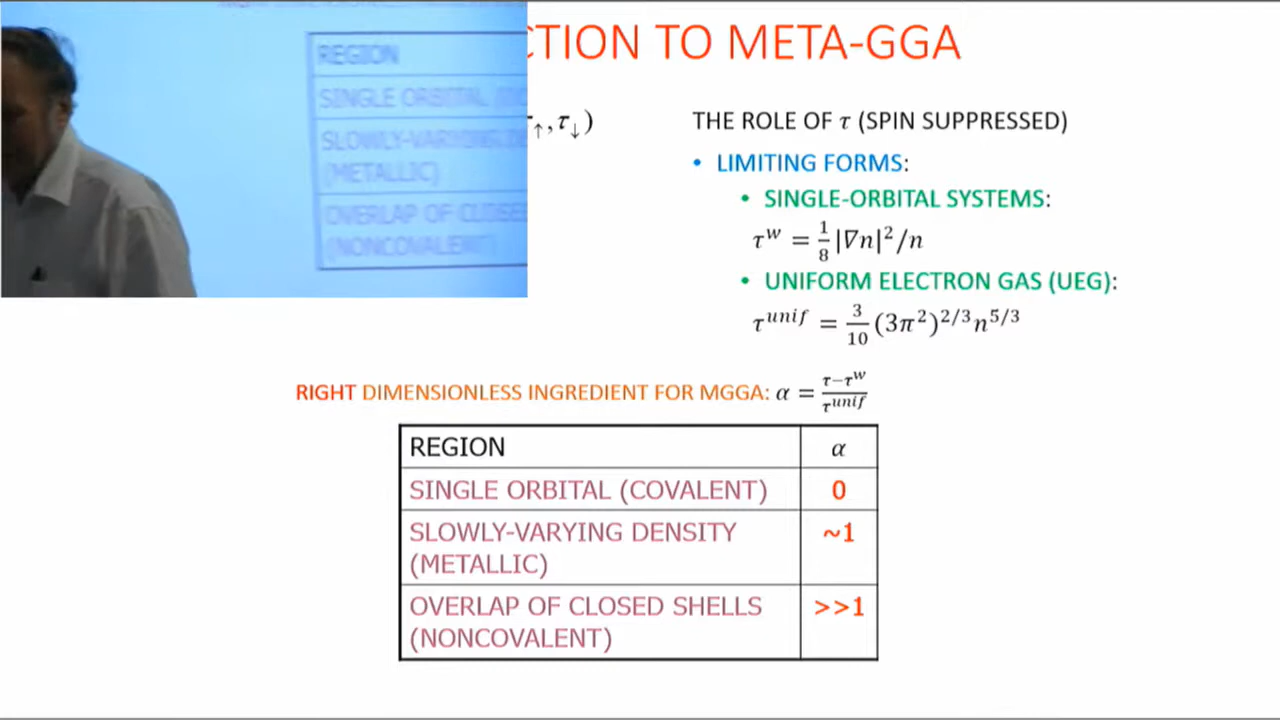 REGION
SINGLE ORBITAL
SLOWLY-VARYING
(METALLIC)
OVERLAP OF CLOSED
(NONCOVALENT)
CTION TO META-GGA
τ↑, τ↓)
THE ROLE OF τ (SPIN SUPPRESSED)
• LIMITING FORMS:
• SINGLE-ORBITAL SYSTEMS:
τ^w = 1/8 |∇n|²/n
• UNIFORM ELECTRON GAS (UEG):
τ^unif = 3/10 (3π²)^2/3 n^5/3
RIGHT DIMENSIONLESS INGREDIENT FOR MGGA: α = τ−τ^w / τ^unif
REGION α
SINGLE ORBITAL (COVALENT) 0
SLOWLY-VARYING DENSITY ~1
(METALLIC)
OVERLAP OF CLOSED SHELLS >>1
(NONCOVALENT)